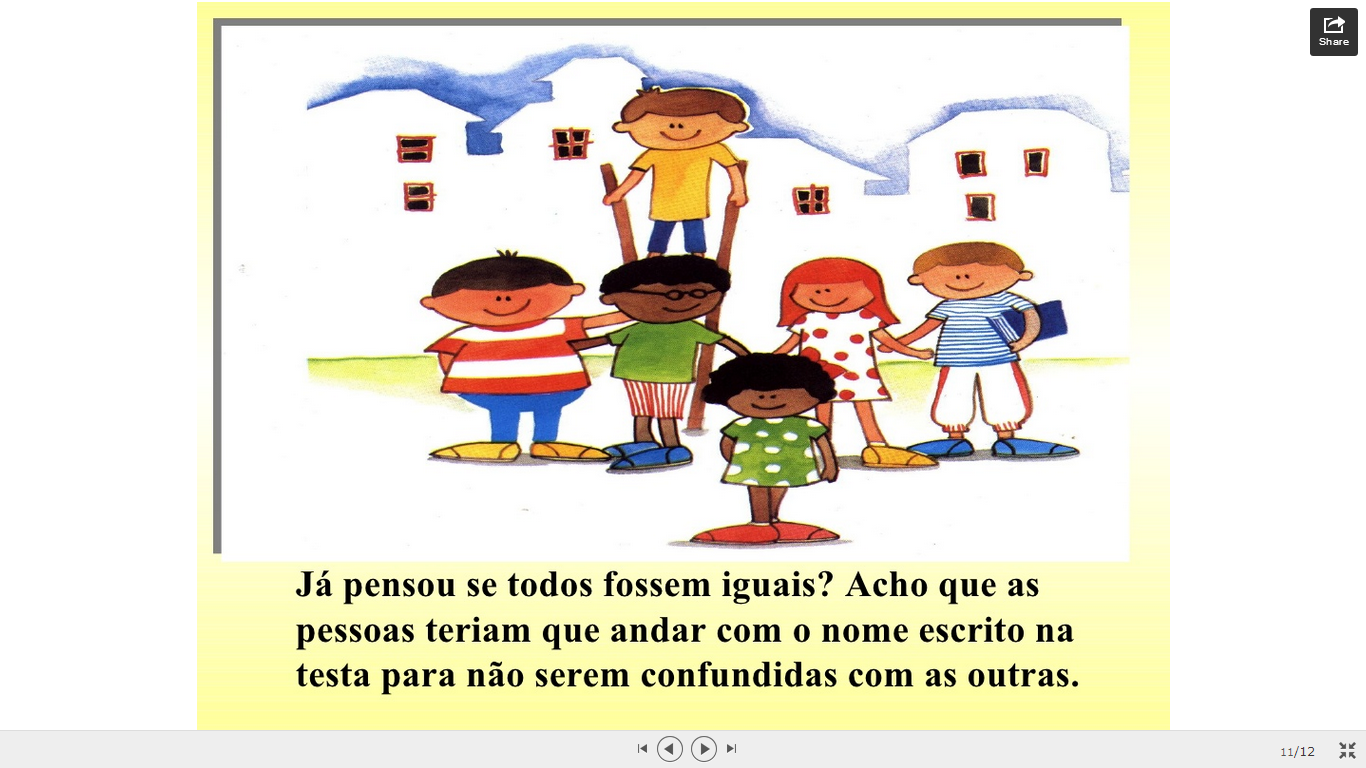 Share
Já pensou se todos fossem iguais? Acho que as
pessoas teriam que andar com o nome escrito na
testa para não serem confundidas com as outras.
11/12